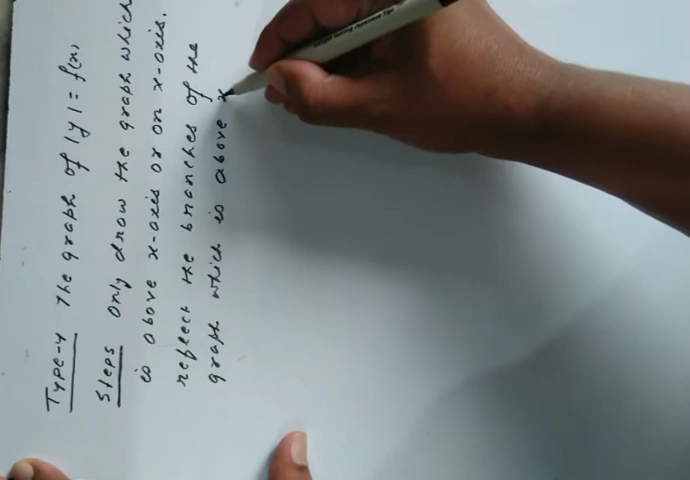 Type-4 The graph of |y| = f(x)
Steps only draw the graph which
is above x-axis or on x-axis.
reflect the branches of the
graph which is above x